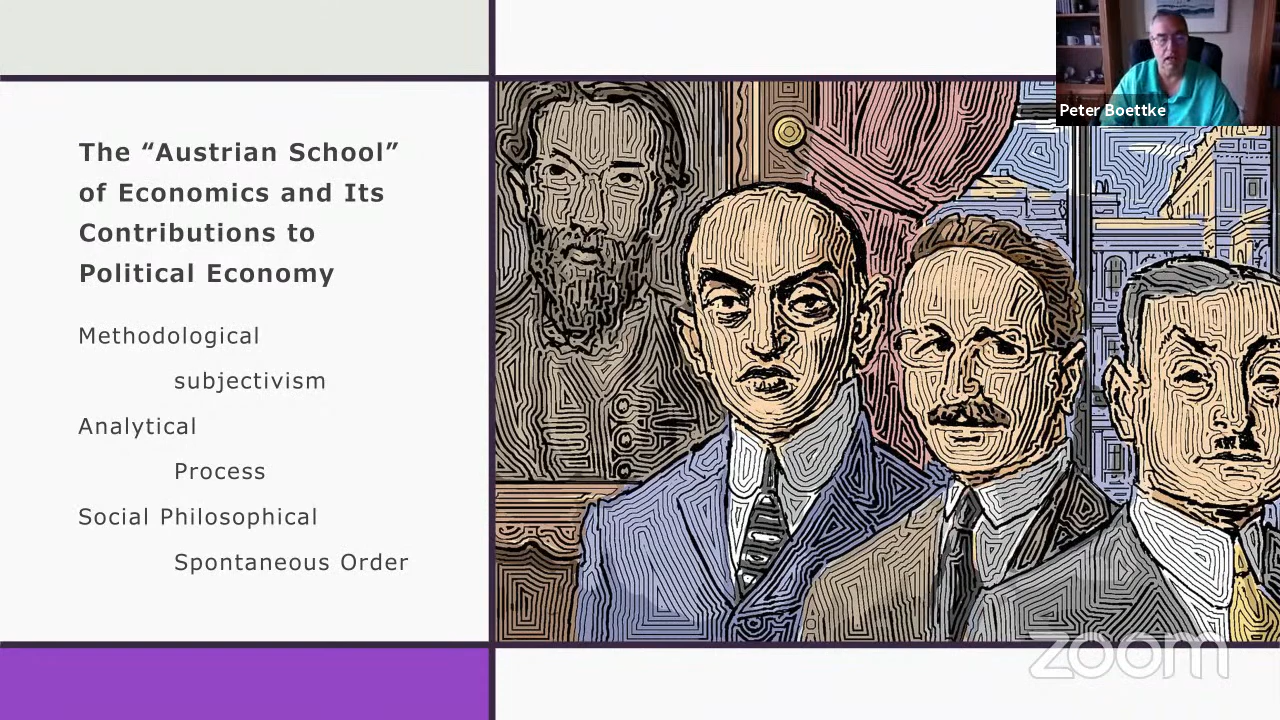 Peter Boettke
The “Austrian School”
of Economics and Its
Contributions to
Political Economy
Methodological
subjectivism
Analytical
Process
Social Philosophical
Spontaneous Order
zoom